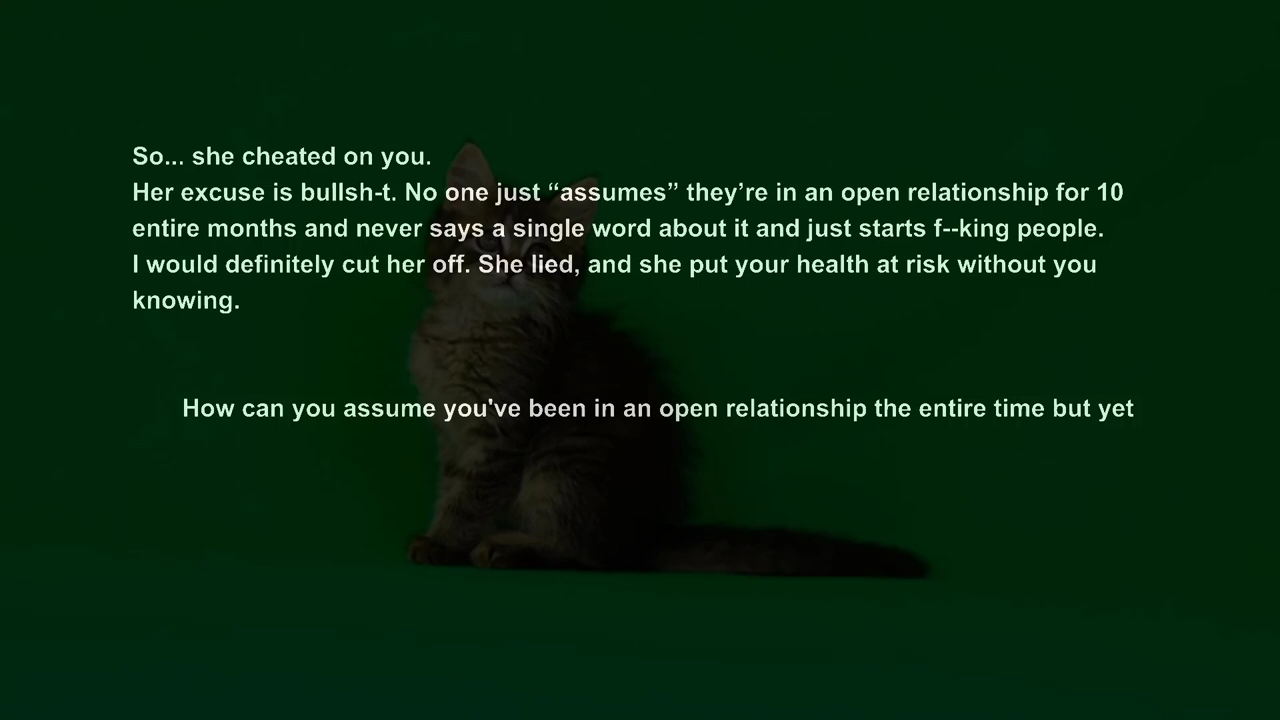 So... she cheated on you.
Her excuse is bullsh-t. No one just “assumes” they’re in an open relationship for 10
entire months and never says a single word about it and just starts f--king people.
I would definitely cut her off. She lied, and she put your health at risk without you
knowing.
How can you assume you've been in an open relationship the entire time but yet